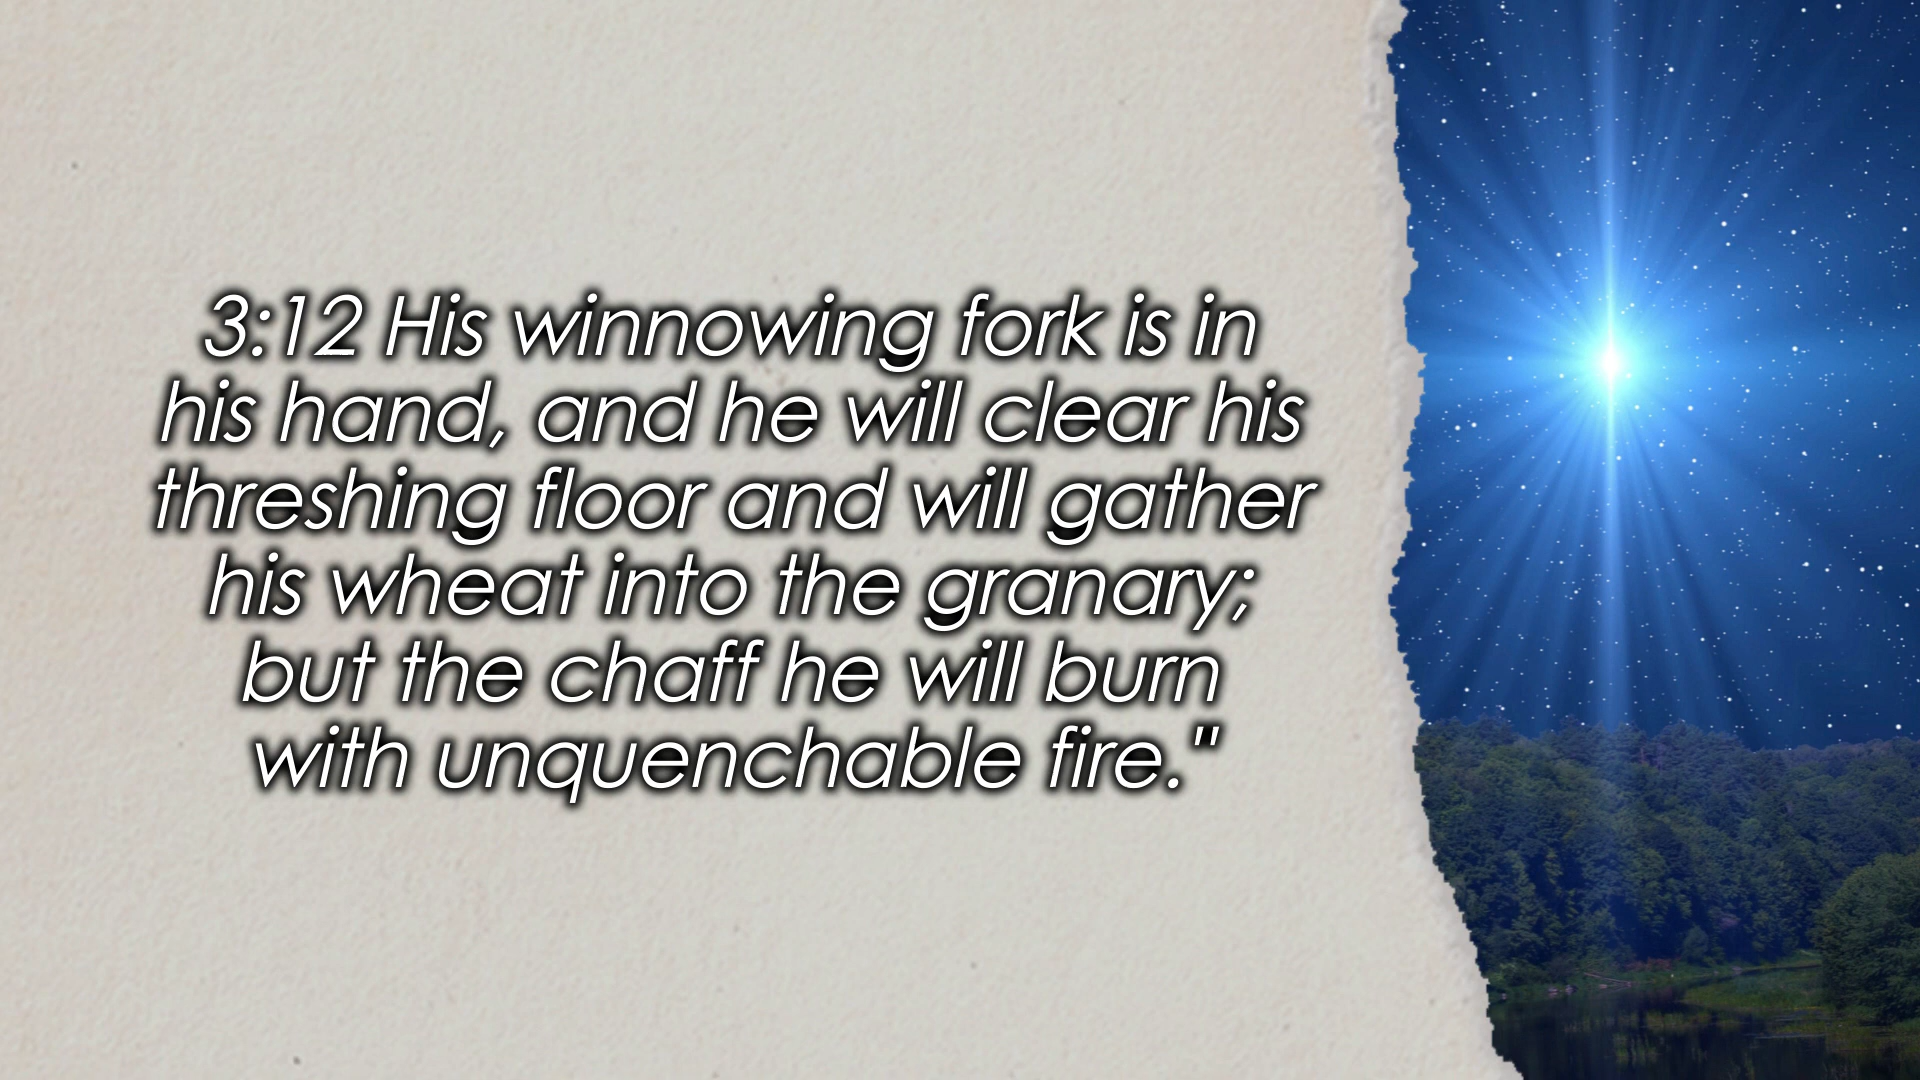 3:12 His winnowing fork is in
his hand, and he will clear his
threshing floor and will gather
his wheat into the granary;
but the chaff he will burn
with unquenchable fire."